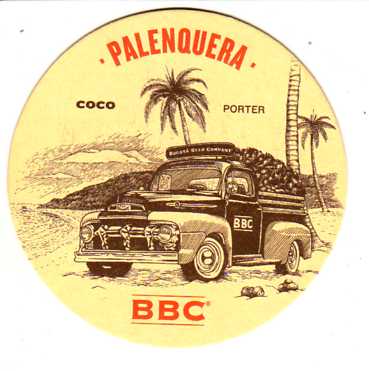 · PALENQUERA ·
COCO PORTER
BOGOTÁ BEER COMPANY
BBC
BBC®